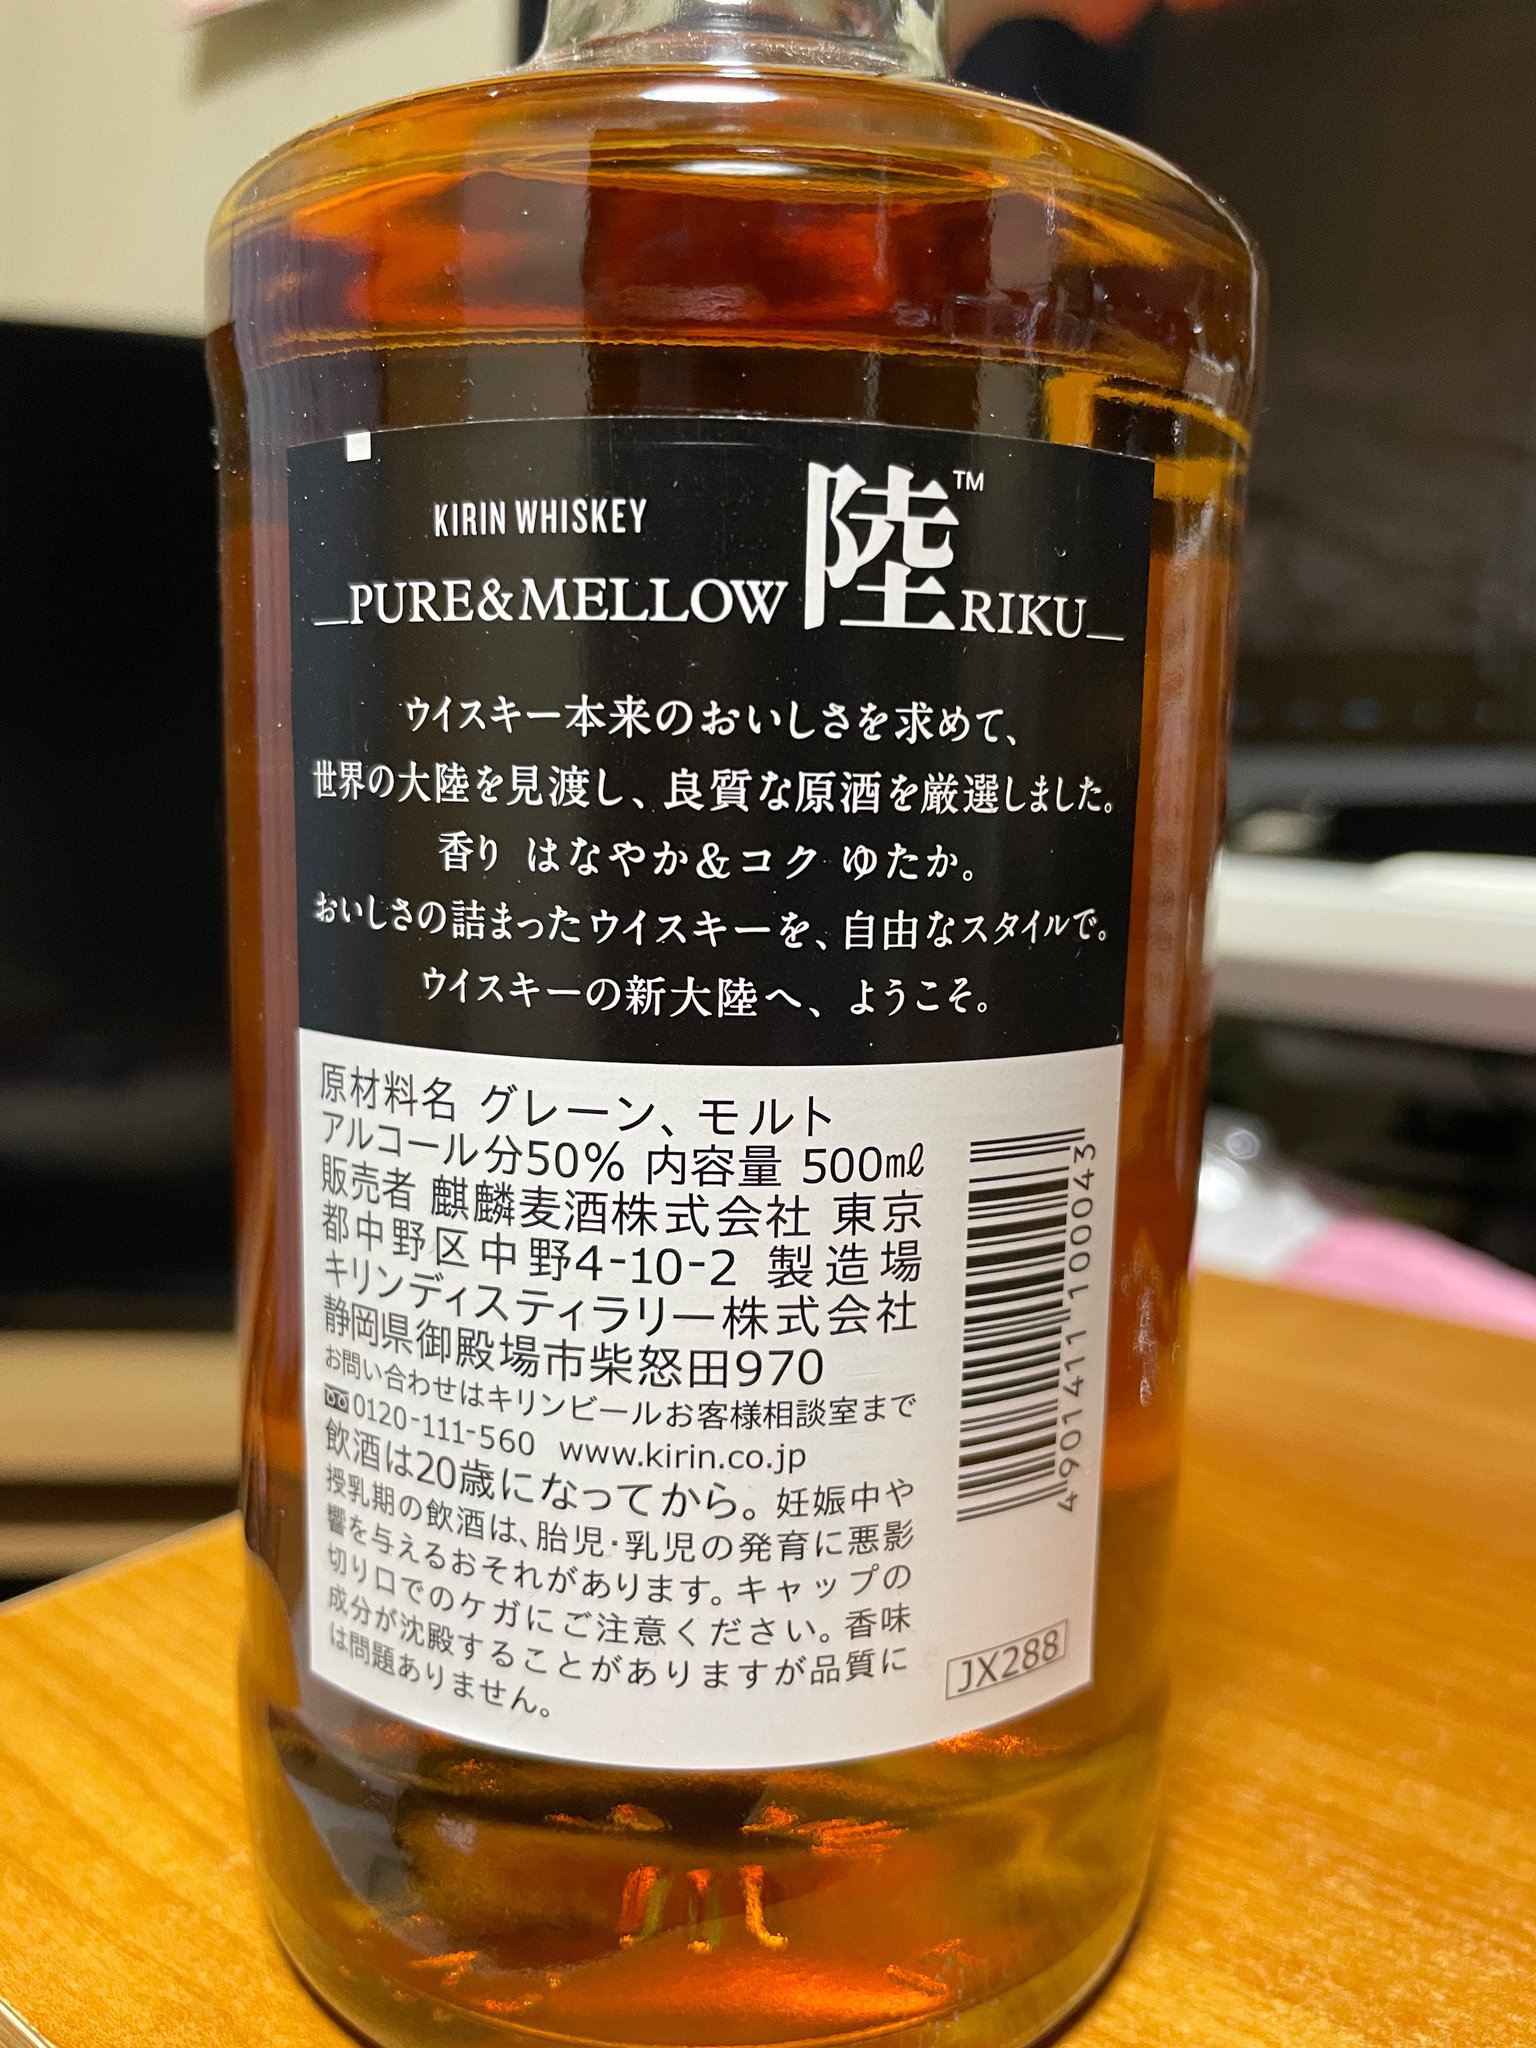 KIRIN WHISKEY
PURE&MELLOW 陸™ RIKU
ウイスキー本来のおいしさを求めて、
世界の大陸を見渡し、良質な原酒を厳選しました。
香り はなやか&コク ゆたか。
おいしさの詰まったウイスキーを、自由なスタイルで。
ウイスキーの新大陸へ、ようこそ。
原材料名 グレーン、モルト
アルコール分50% 内容量 500㎖
販売者 麒麟麦酒株式会社 東京
都中野区中野4-10-2 製造場
キリンディスティラリー株式会社
静岡県御殿場市柴怒田970
お問い合わせはキリンビールお客様相談室まで
0120-111-560 www.kirin.co.jp
飲酒は20歳になってから。妊娠中や
授乳期の飲酒は、胎児・乳児の発育に悪影
響を与えるおそれがあります。キャップの
切り口でのケガにご注意ください。香味
成分が沈殿することがありますが品質に
は問題ありません。
4901411100043
JX288